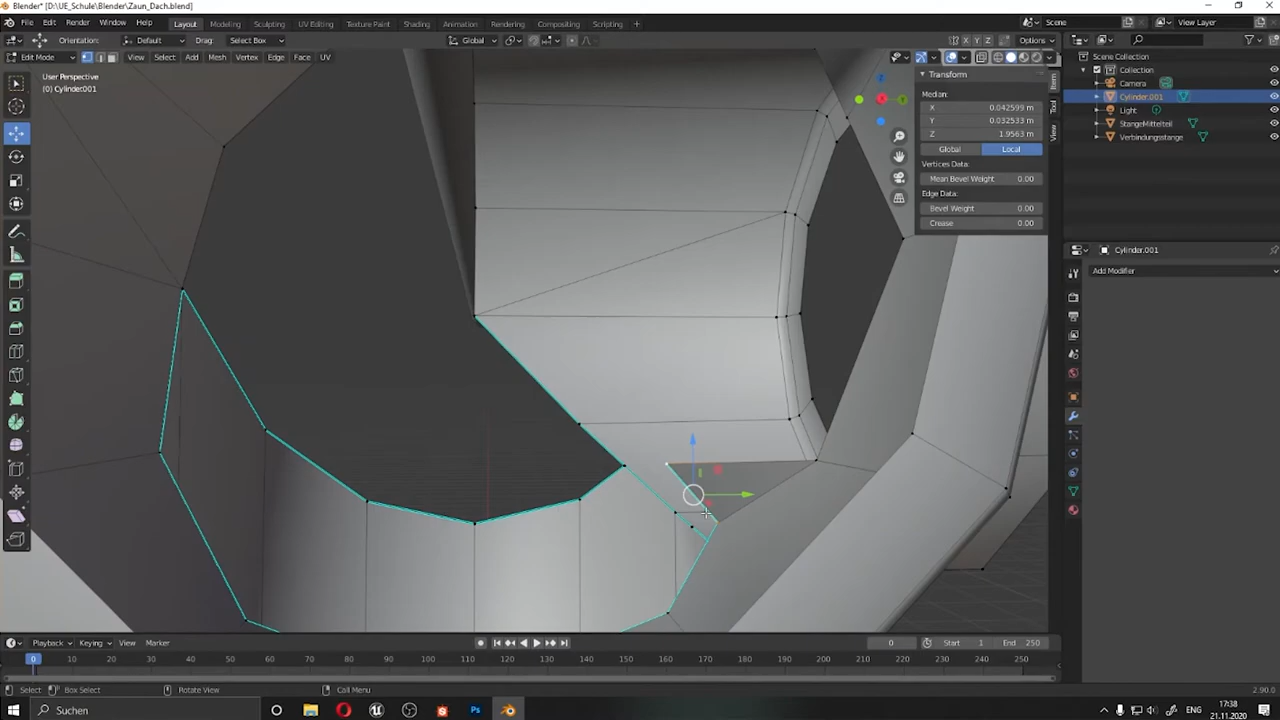 Blender* [D:\UE_Schule\Blender\Zaun_Dach.blend]
File Edit Render Window Help Layout Modeling Sculpting UV Editing Texture Paint Shading Animation Rendering Compositing Scripting + Scene View Layer
Orientation: Default Drag: Select Box Global X Y Z Options
Edit Mode View Select Add Mesh Vertex Edge Face UV
User Perspective
(0) Cylinder.001
Transform
Median:
X 0.042599 m
Y 0.032533 m
Z 1.9563 m
Global Local
Vertices Data:
Mean Bevel Weight 0.00
Edge Data:
Bevel Weight 0.00
Crease 0.00
Item
Tool
View
Scene Collection
Collection
Camera
Cylinder.001
Light
StangeMittelteil
Verbindungsstange
Cylinder.001
Add Modifier
Playback Keying View Marker 0 Start 1 End 250
0 10 20 30 40 50 60 70 80 90 100 110 120 130 140 150 160 170 180 190 200 210 220 230 240 250
Select Box Select Rotate View Call Menu 2.90.0
Suchen ENG 17:38
21.11.2020